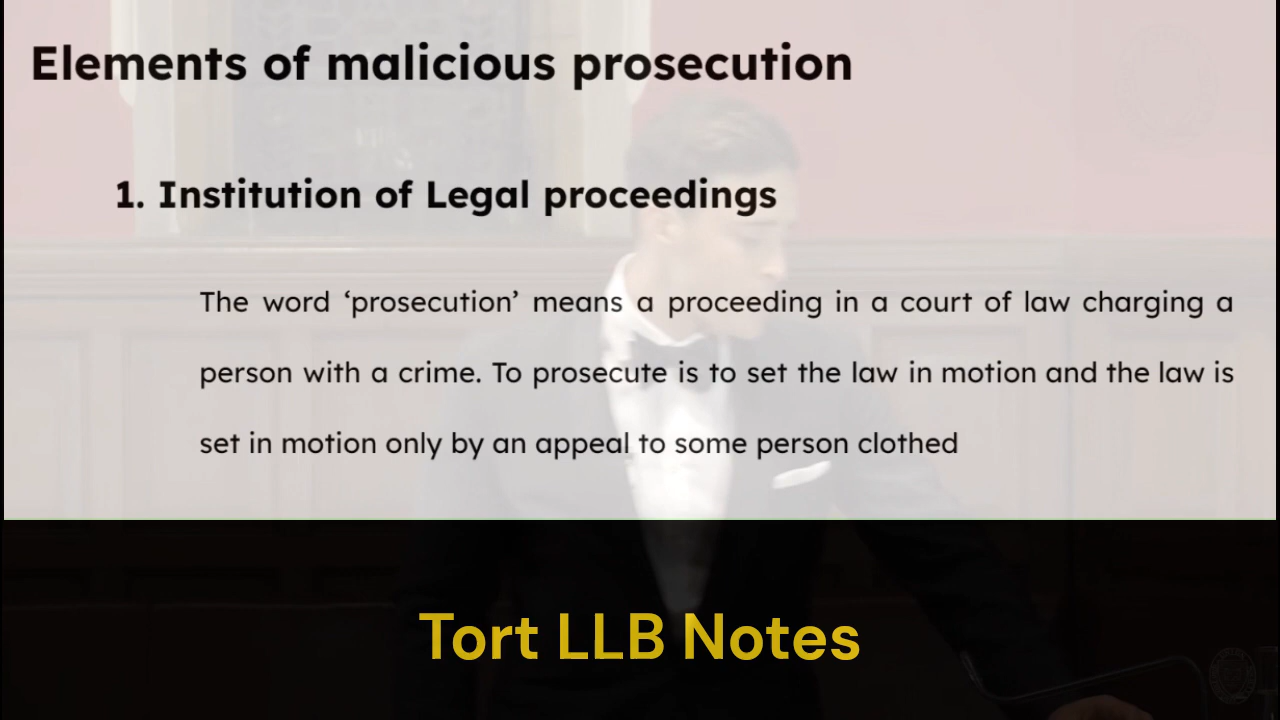 Elements of malicious prosecution
1. Institution of Legal proceedings
The word ‘prosecution’ means a proceeding in a court of law charging a
person with a crime. To prosecute is to set the law in motion and the law is
set in motion only by an appeal to some person clothed
Tort LLB Notes